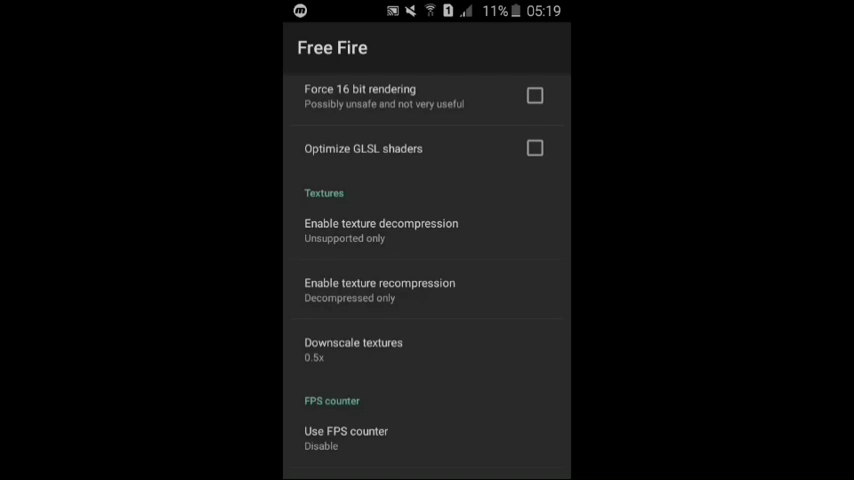 1 11% 05:19
Free Fire
Force 16 bit rendering
Possibly unsafe and not very useful
Optimize GLSL shaders
Textures
Enable texture decompression
Unsupported only
Enable texture recompression
Decompressed only
Downscale textures
0.5x
FPS counter
Use FPS counter
Disable